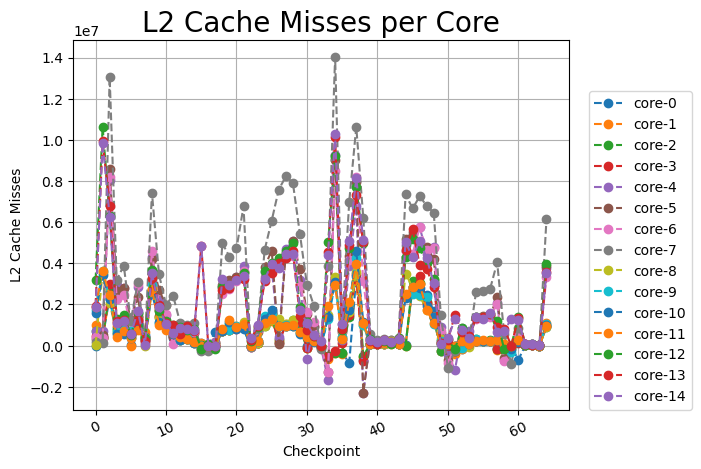 L2 Cache Misses per Core
1e7
1.4
1.2
1.0
0.8
0.6
0.4
0.2
0.0
−0.2
L2 Cache Misses
0
10
20
30
40
50
60
Checkpoint
core-0
core-1
core-2
core-3
core-4
core-5
core-6
core-7
core-8
core-9
core-10
core-11
core-12
core-13
core-14